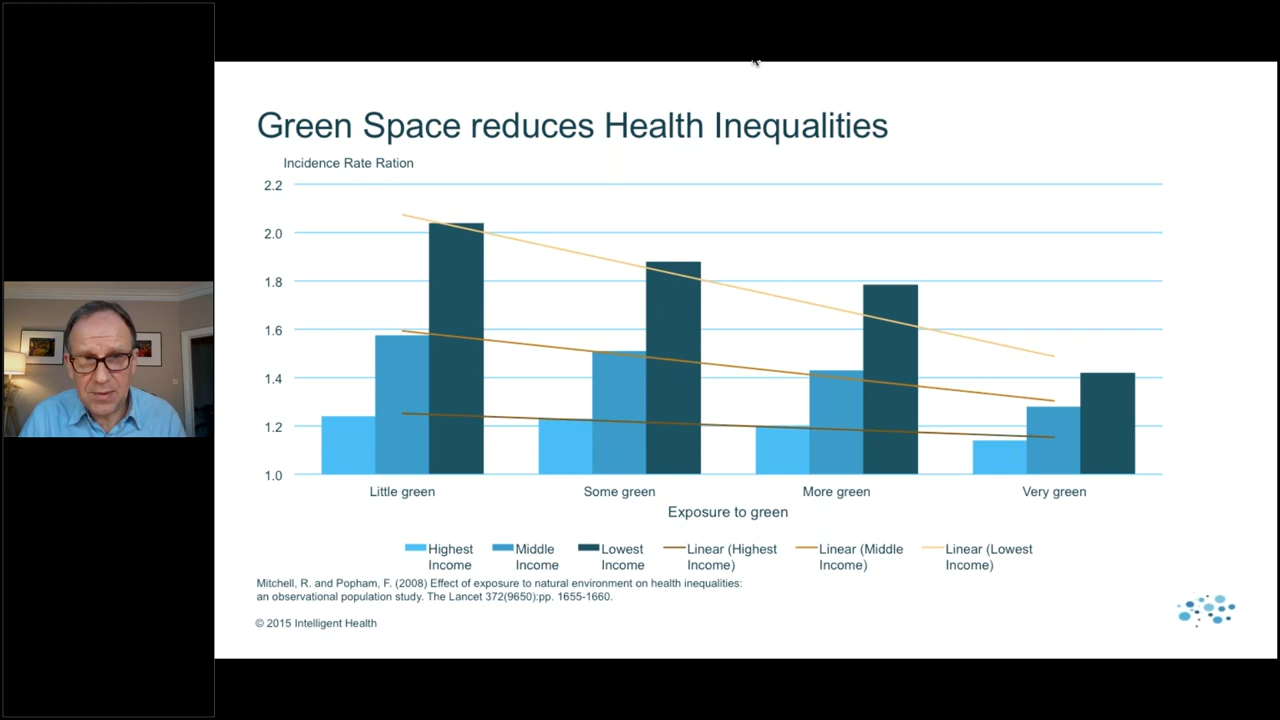 Green Space reduces Health Inequalities
Incidence Rate Ration
2.2
2.0
1.8
1.6
1.4
1.2
1.0
Little green
Some green
More green
Very green
Exposure to green
Highest
Income
Middle
Income
Lowest
Income
Linear (Highest
Income)
Linear (Middle
Income)
Linear (Lowest
Income)
Mitchell, R. and Popham, F. (2008) Effect of exposure to natural environment on health inequalities:
an observational population study. The Lancet 372(9650):pp. 1655-1660.
© 2015 Intelligent Health